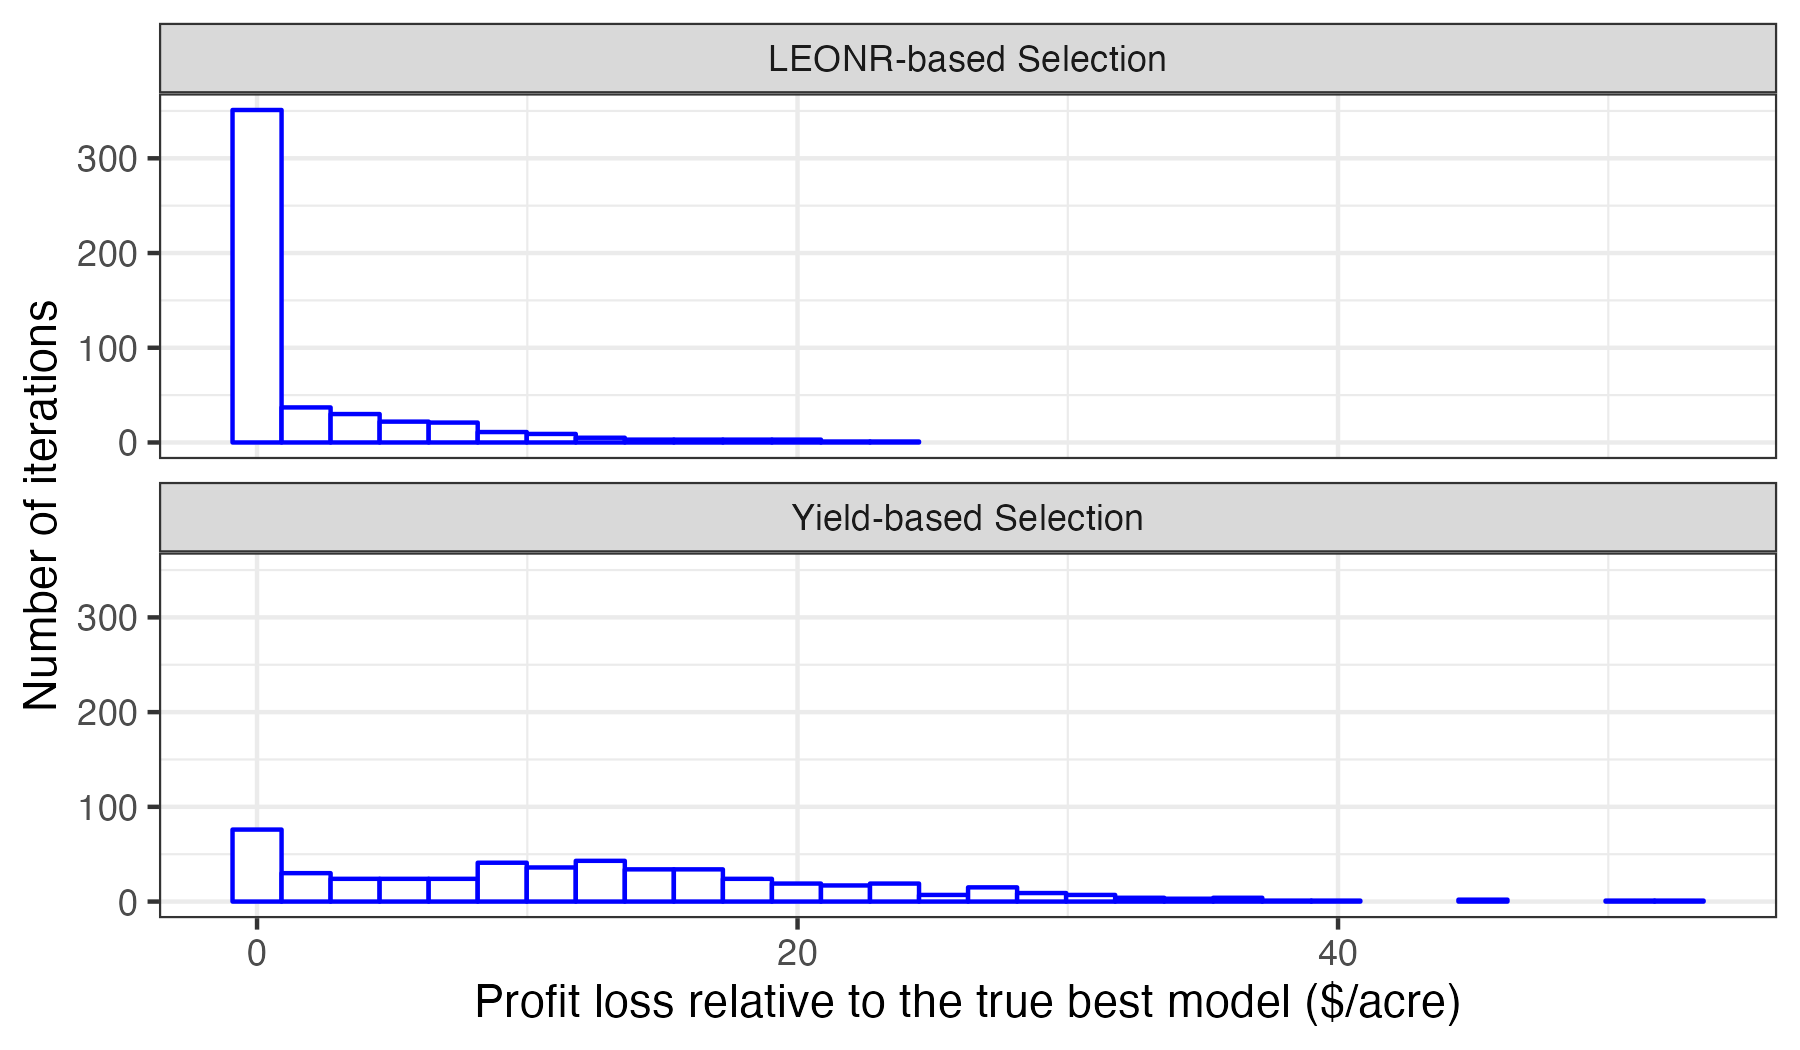 LEONR-based Selection
300
200
100
0
Number of iterations
Yield-based Selection
300
200
100
0
0 20 40
Profit loss relative to the true best model ($/acre)